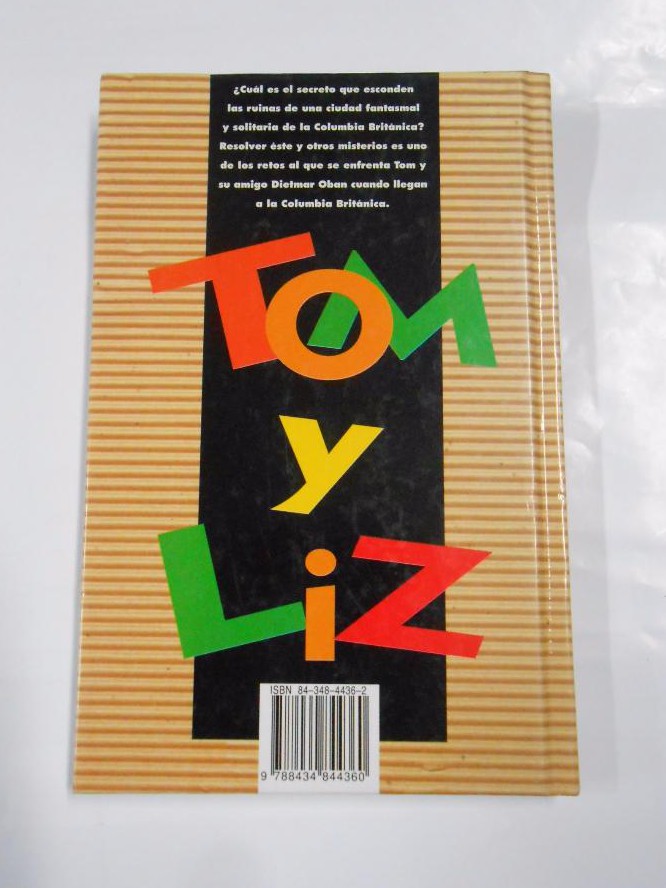 ¿Cuál es el secreto que esconden
las ruinas de una ciudad fantasmal
y solitaria de la Columbia Británica?
Resolver éste y otros misterios es uno
de los retos al que se enfrenta Tom y
su amigo Dietmar Oban cuando llegan
a la Columbia Británica.
TOM
y
LiZ
ISBN 84-348-4436-2
9 788434 844360